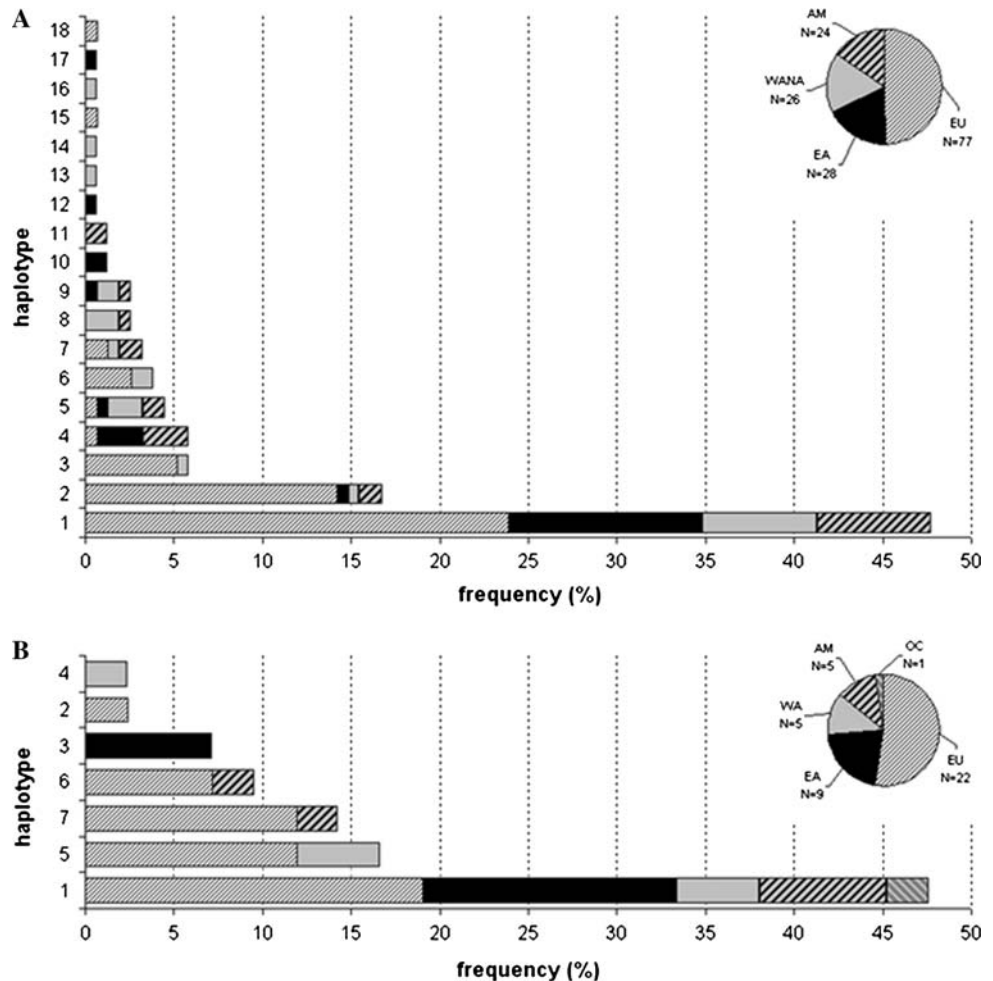 A
haplotype
18
17
16
15
14
13
12
11
10
9
8
7
6
5
4
3
2
1
0 5 10 15 20 25 30 35 40 45 50
frequency (%)
AM
N=24
WANA
N=26
EA
N=28
EU
N=77
B
haplotype
4
2
3
6
7
5
1
0 5 10 15 20 25 30 35 40 45 50
frequency (%)
AM
N=5
OC
N=1
WA
N=5
EA
N=9
EU
N=22